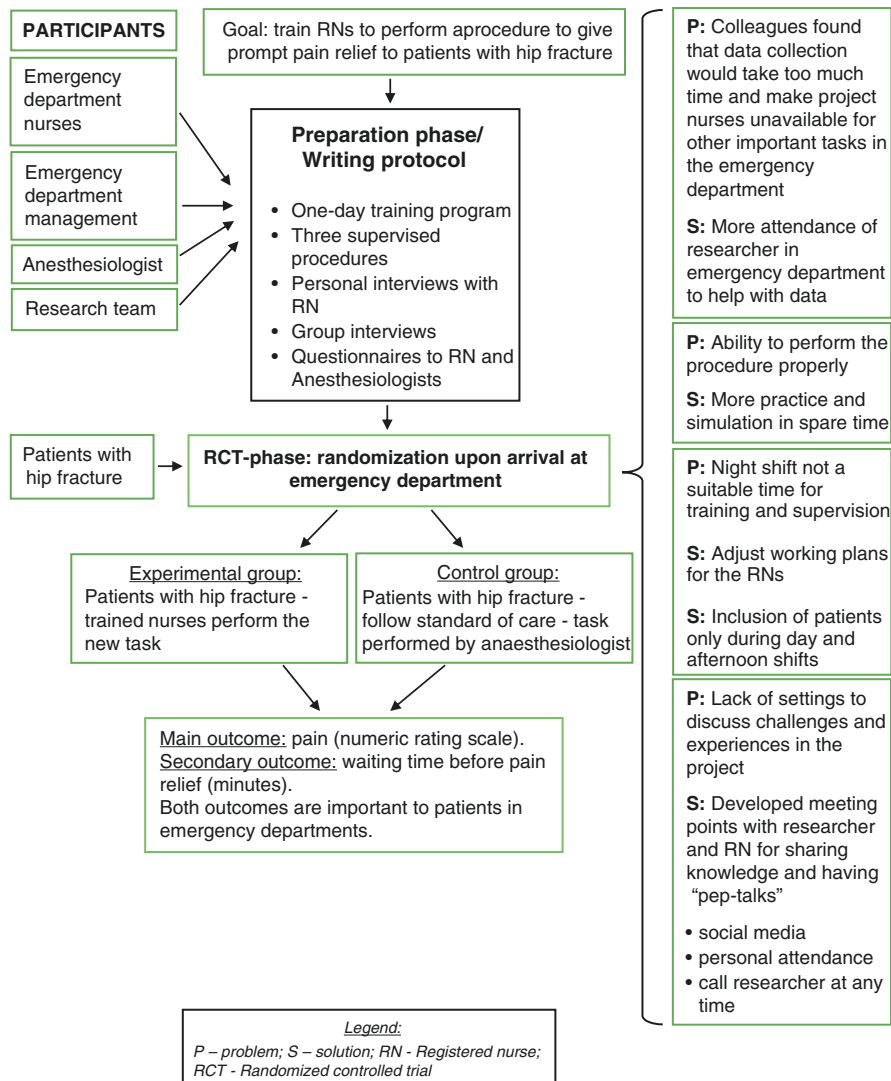 PARTICIPANTS
Emergency
department
nurses
Emergency
department
management
Anesthesiologist
Research team
Goal: train RNs to perform aprocedure to give
prompt pain relief to patients with hip fracture
Preparation phase/
Writing protocol
• One-day training program
• Three supervised
procedures
• Personal interviews with
RN
• Group interviews
• Questionnaires to RN and
Anesthesiologists
Patients with
hip fracture
RCT-phase: randomization upon arrival at
emergency department
Experimental group:
Patients with hip fracture -
trained nurses perform the
new task
Control group:
Patients with hip fracture -
follow standard of care - task
performed by anaesthesiologist
Main outcome: pain (numeric rating scale).
Secondary outcome: waiting time before pain
relief (minutes).
Both outcomes are important to patients in
emergency departments.
P: Colleagues found
that data collection
would take too much
time and make project
nurses unavailable for
other important tasks in
the emergency
department
S: More attendance of
researcher in
emergency department
to help with data
P: Ability to perform the
procedure properly
S: More practice and
simulation in spare time
P: Night shift not a
suitable time for
training and supervision
S: Adjust working plans
for the RNs
S: Inclusion of patients
only during day and
afternoon shifts
P: Lack of settings to
discuss challenges and
experiences in the
project
S: Developed meeting
points with researcher
and RN for sharing
knowledge and having
“pep-talks”
• social media
• personal attendance
• call researcher at any
time
Legend:
P – problem; S – solution; RN - Registered nurse;
RCT - Randomized controlled trial